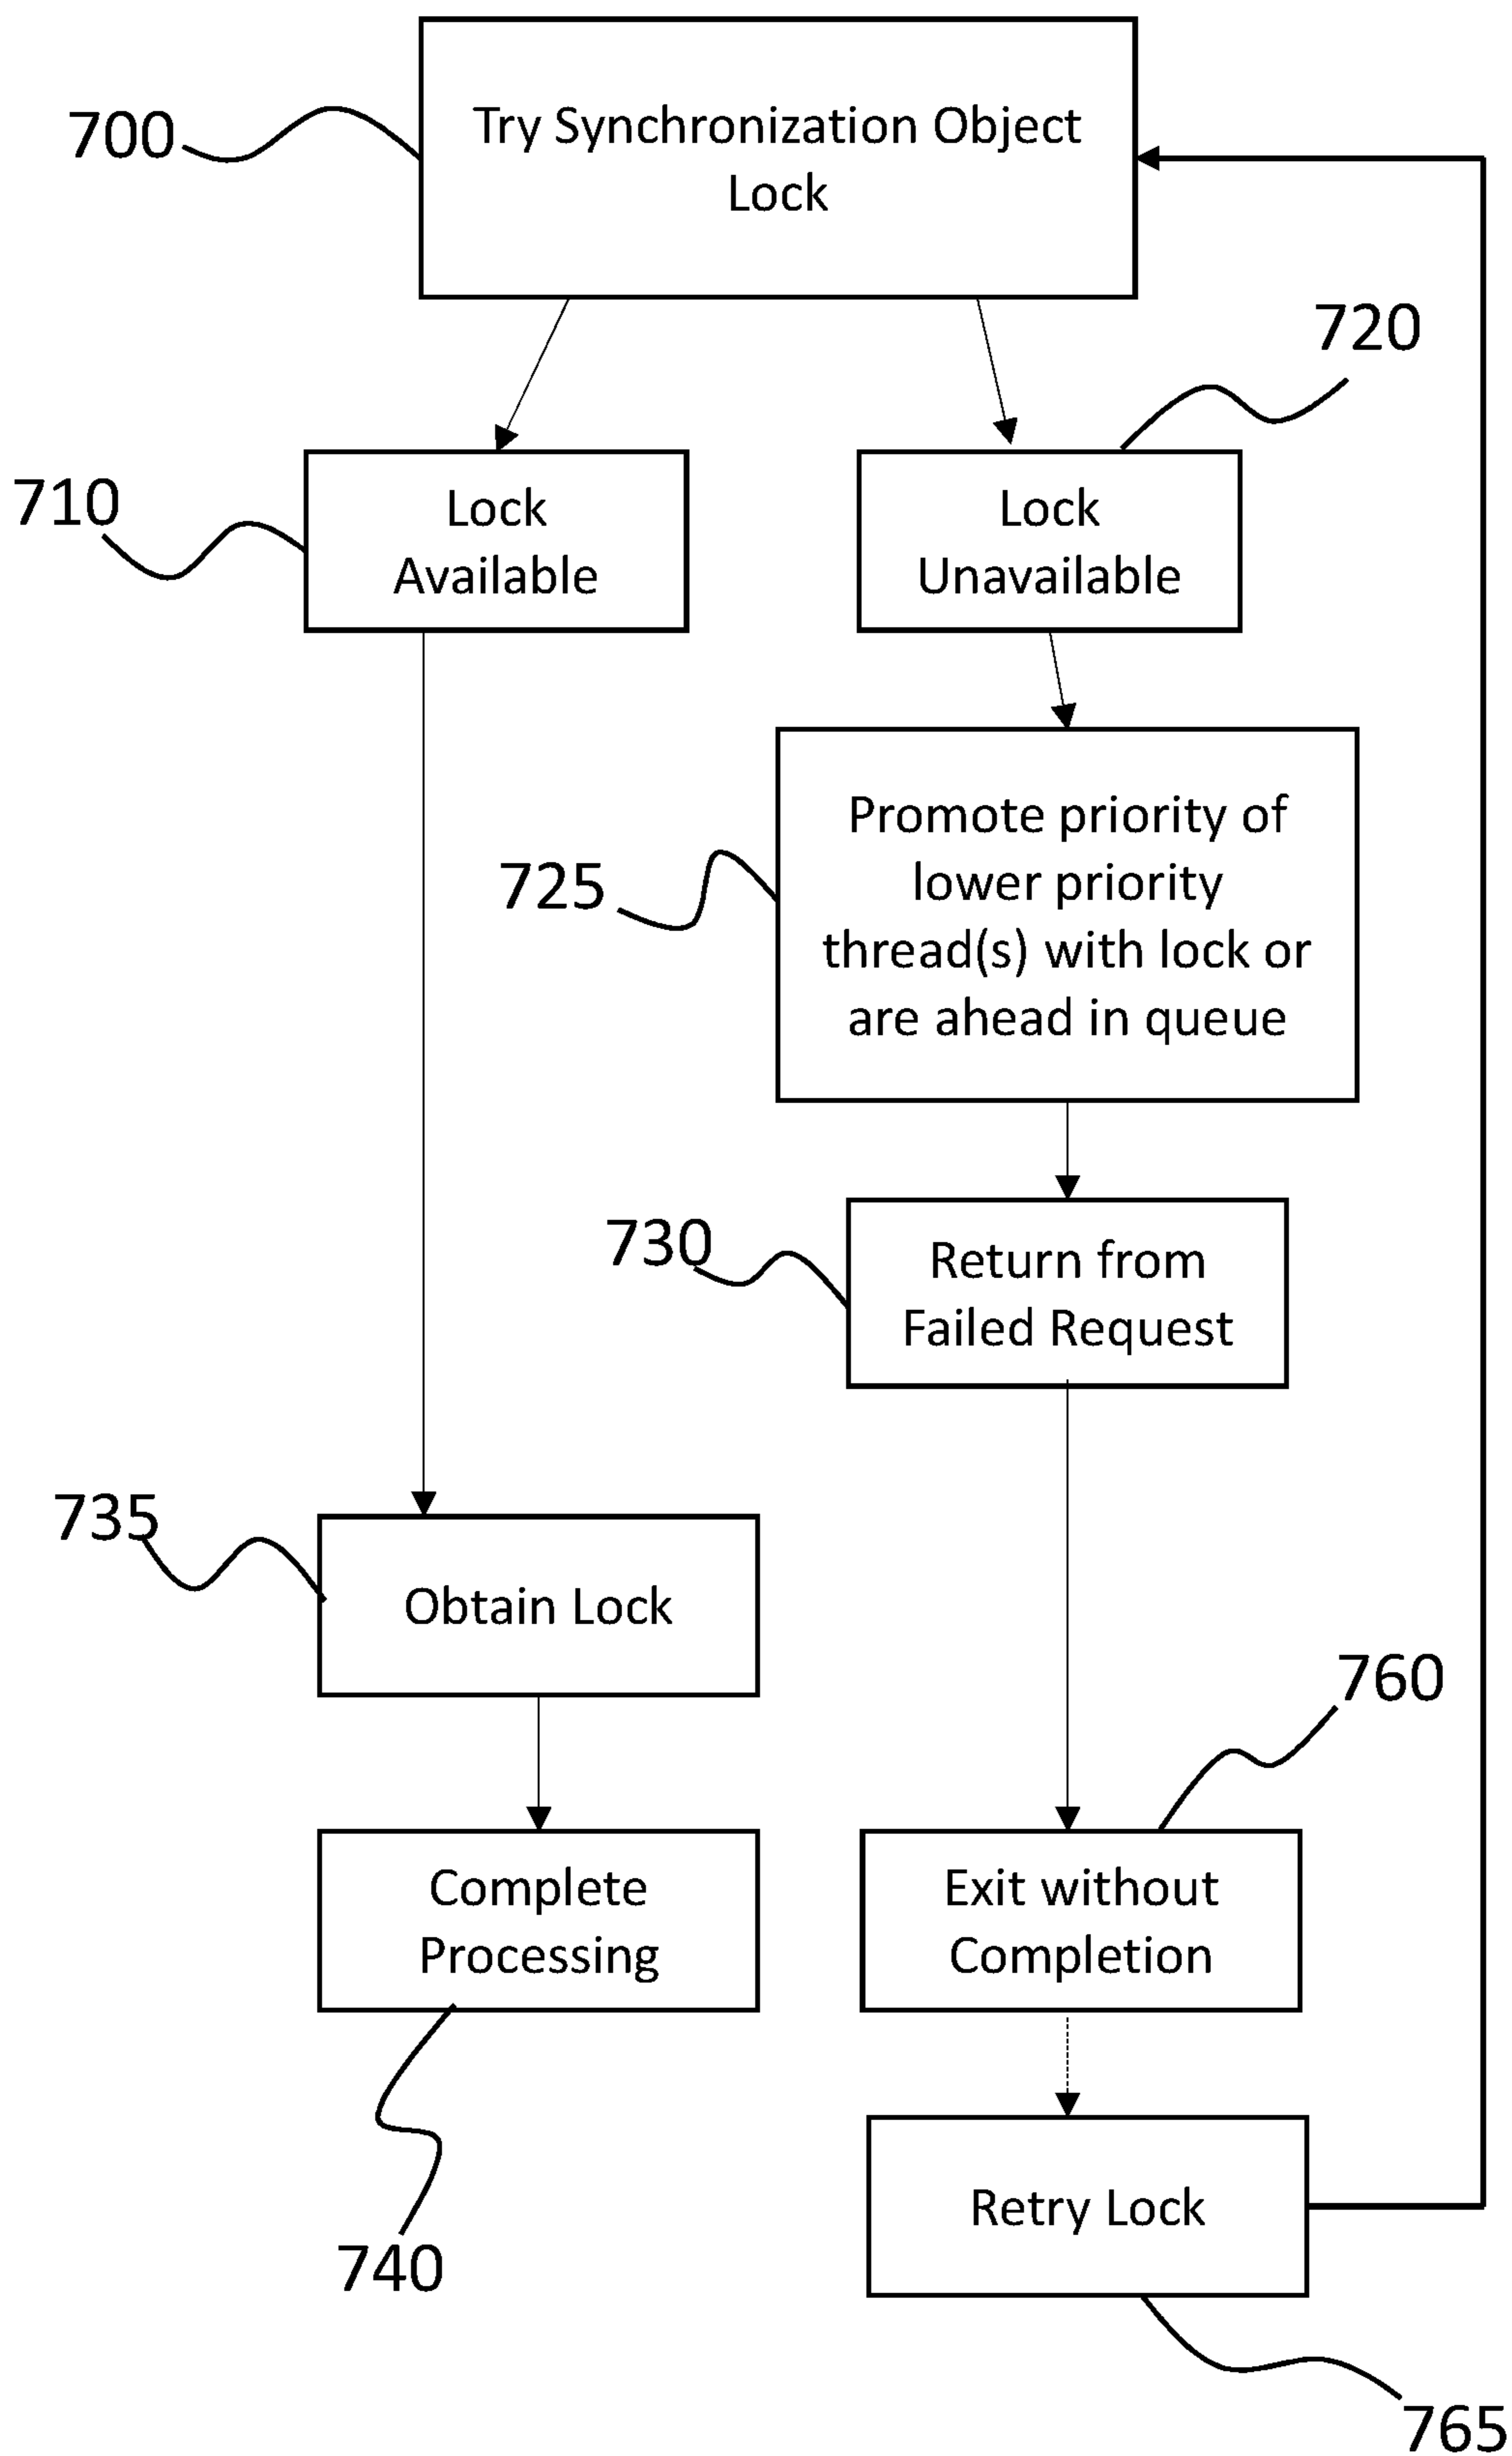 700
Try Synchronization Object
Lock
720
710
Lock
Available
Lock
Unavailable
725
Promote priority of
lower priority
thread(s) with lock or
are ahead in queue
730
Return from
Failed Request
735
Obtain Lock
760
Complete
Processing
Exit without
Completion
740
Retry Lock
765